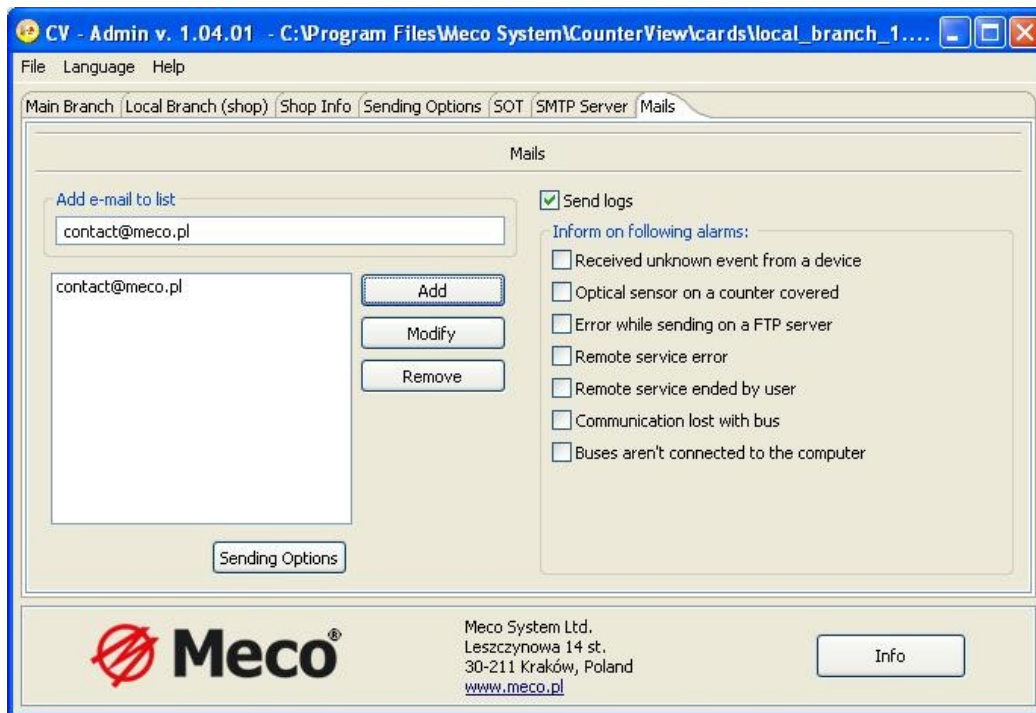 CV - Admin v. 1.04.01 - C:\Program Files\Meco System\CounterView\cards\local_branch_1....
File Language Help
Main Branch Local Branch (shop) Shop Info Sending Options SOT SMTP Server Mails
Mails
Add e-mail to list
contact@meco.pl
contact@meco.pl
Add
Modify
Remove
Sending Options
Send logs
Inform on following alarms:
Received unknown event from a device
Optical sensor on a counter covered
Error while sending on a FTP server
Remote service error
Remote service ended by user
Communication lost with bus
Buses aren't connected to the computer
Meco®
Meco System Ltd.
Leszczynowa 14 st.
30-211 Kraków, Poland
www.meco.pl
Info